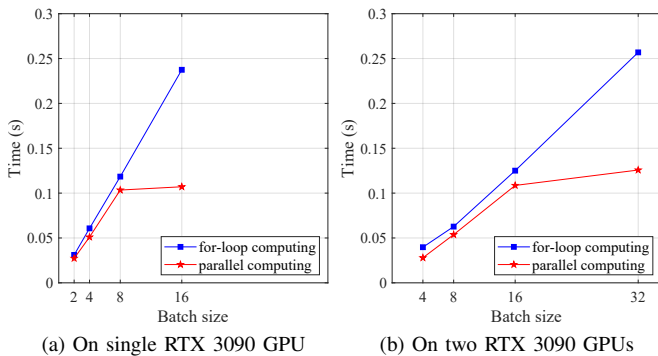 0.3
0.25
0.2
0.15
0.1
0.05
0
Time (s)
2 4 8 16
Batch size
for-loop computing
parallel computing
(a) On single RTX 3090 GPU
0.3
0.25
0.2
0.15
0.1
0.05
0
Time (s)
4 8 16 32
Batch size
for-loop computing
parallel computing
(b) On two RTX 3090 GPUs